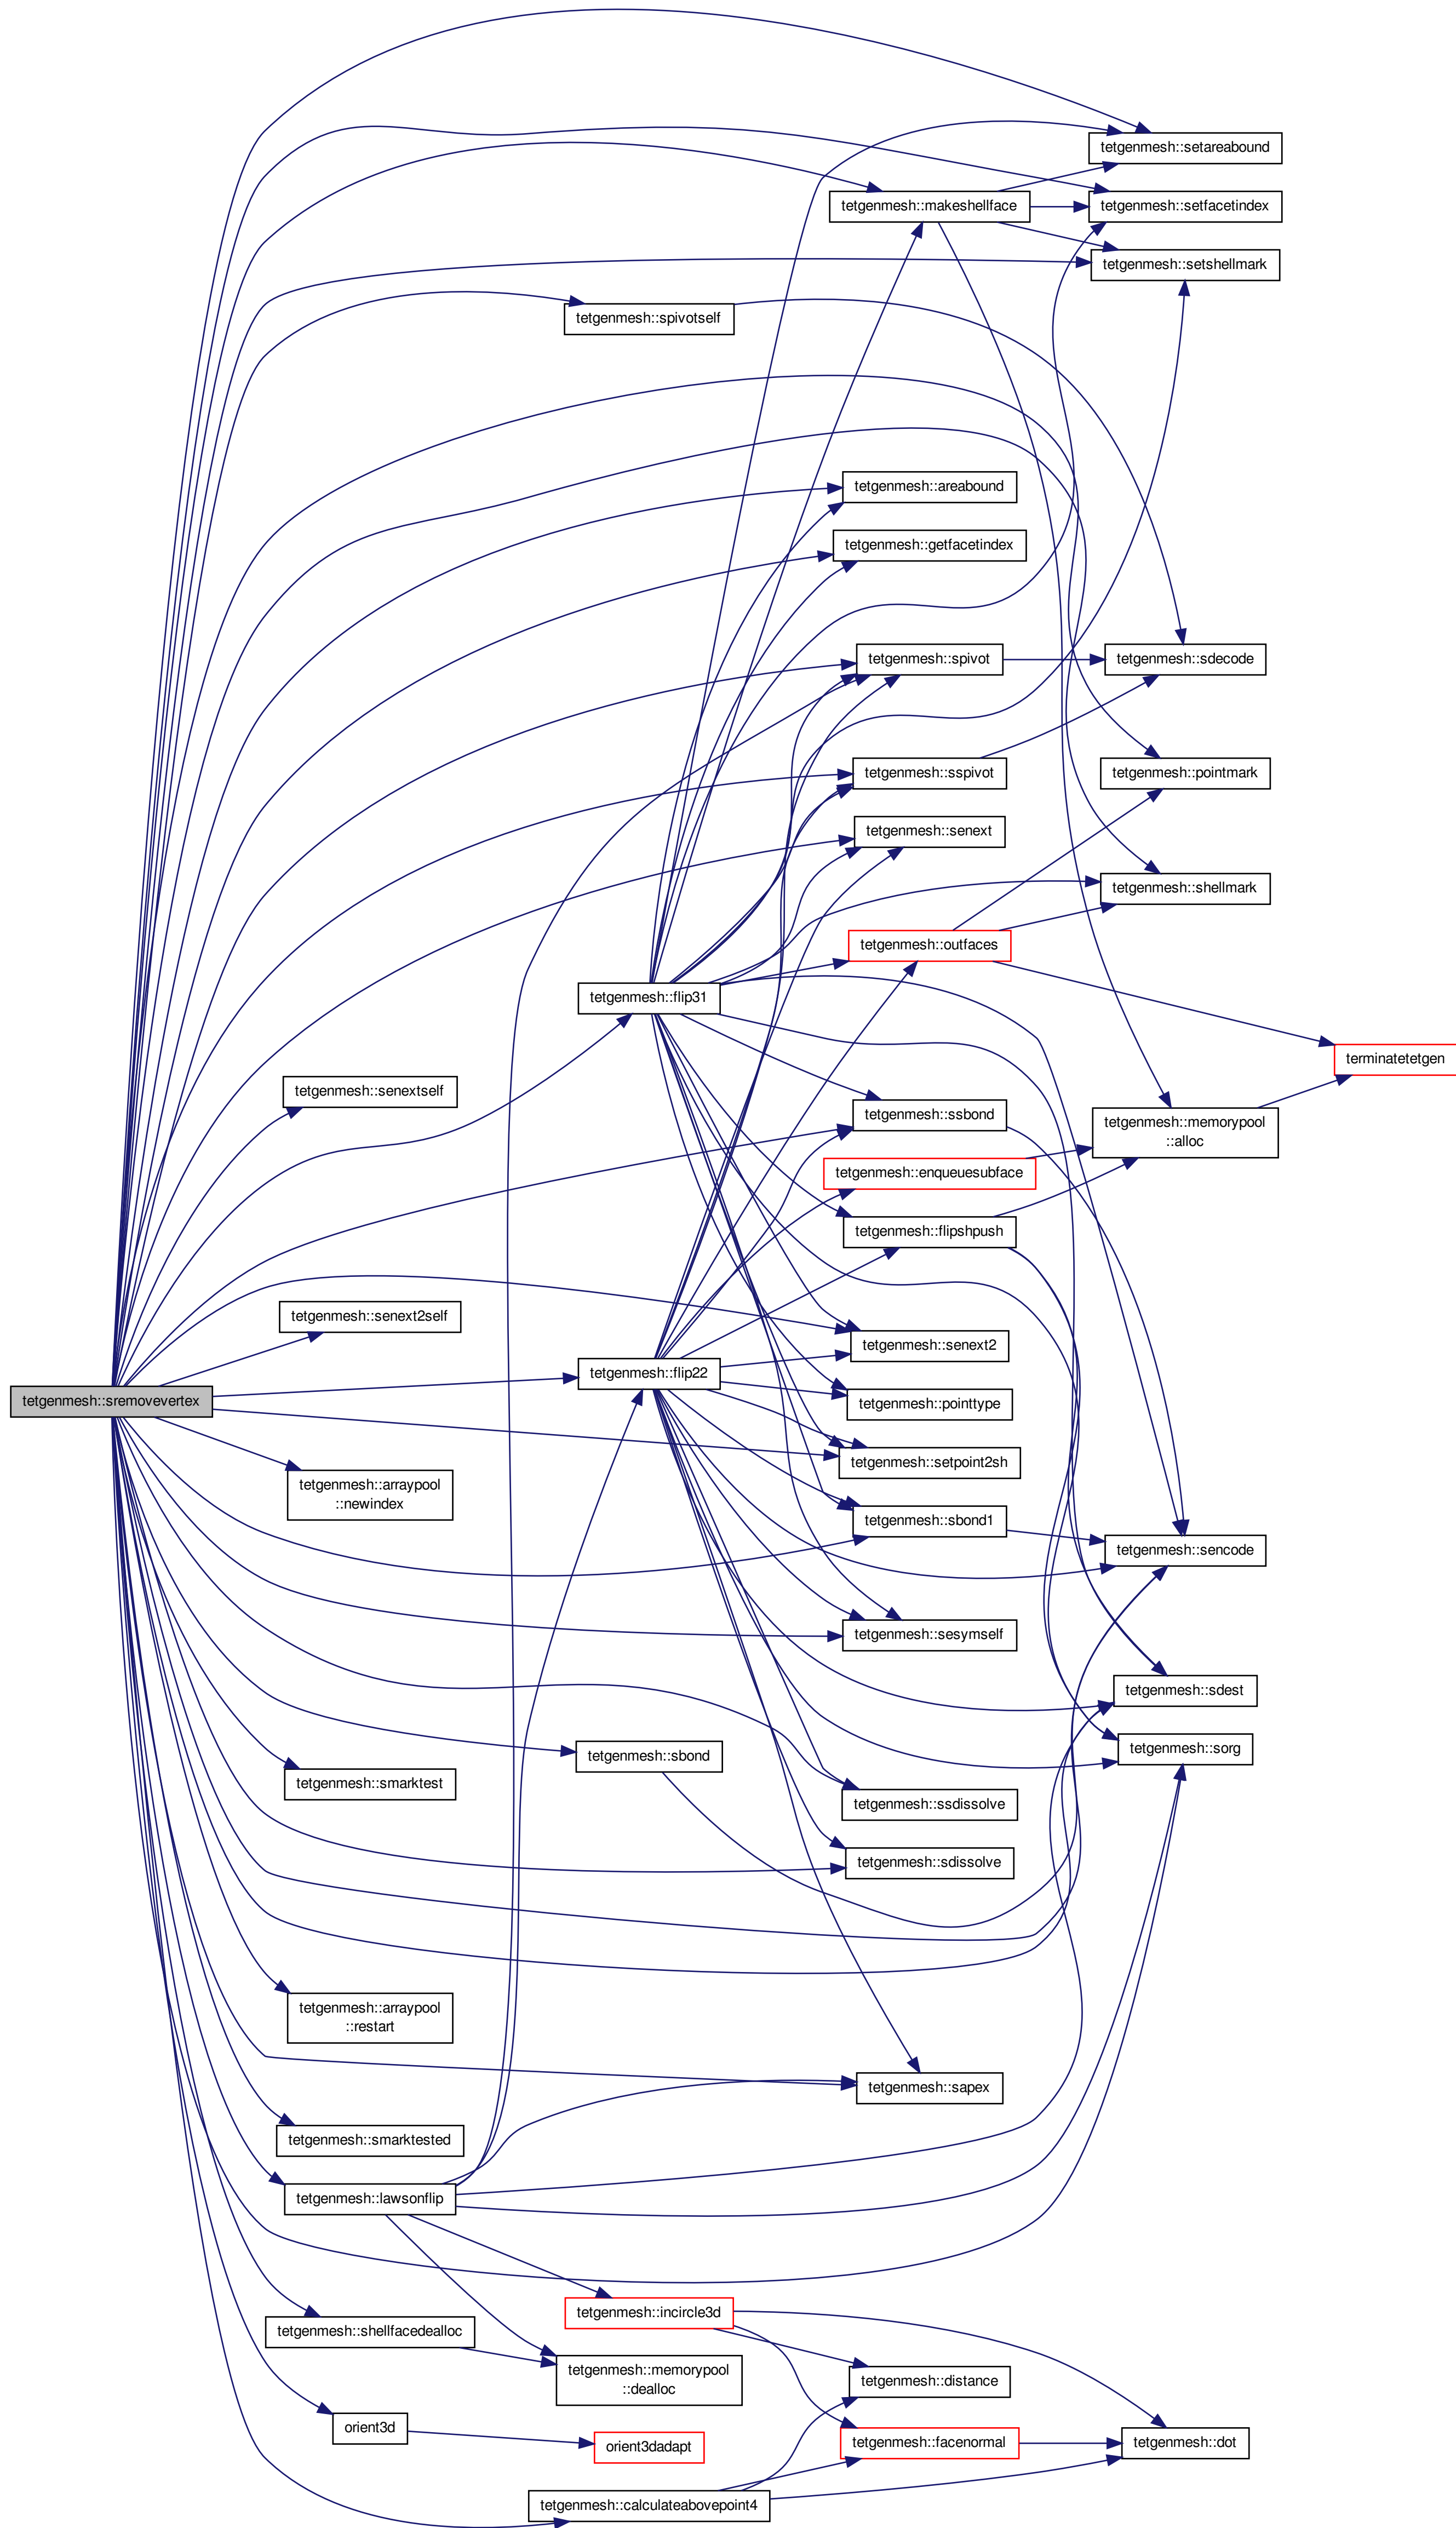 tetgenmesh::setareabound
tetgenmesh::makeshellface
tetgenmesh::setfacetindex
tetgenmesh::setshellmark
tetgenmesh::spivotself
tetgenmesh::areabound
tetgenmesh::getfacetindex
tetgenmesh::spivot
tetgenmesh::sdecode
tetgenmesh::sspivot
tetgenmesh::pointmark
tetgenmesh::senext
tetgenmesh::shellmark
tetgenmesh::outfaces
tetgenmesh::flip31
terminatetetgen
tetgenmesh::senextself
tetgenmesh::ssbond
tetgenmesh::memorypool
::alloc
tetgenmesh::enqueuesubface
tetgenmesh::flipshpush
tetgenmesh::senext2self
tetgenmesh::senext2
tetgenmesh::flip22
tetgenmesh::sremovevertex
tetgenmesh::pointtype
tetgenmesh::setpoint2sh
tetgenmesh::arraypool
::newindex
tetgenmesh::sbond1
tetgenmesh::sencode
tetgenmesh::sesymself
tetgenmesh::sdest
tetgenmesh::sorg
tetgenmesh::sbond
tetgenmesh::smarktest
tetgenmesh::ssdissolve
tetgenmesh::sdissolve
tetgenmesh::arraypool
::restart
tetgenmesh::sapex
tetgenmesh::smarktested
tetgenmesh::lawsonflip
tetgenmesh::incircle3d
tetgenmesh::shellfacedealloc
tetgenmesh::memorypool
::dealloc
tetgenmesh::distance
orient3d
orient3dadapt
tetgenmesh::facenormal
tetgenmesh::dot
tetgenmesh::calculateabovepoint4